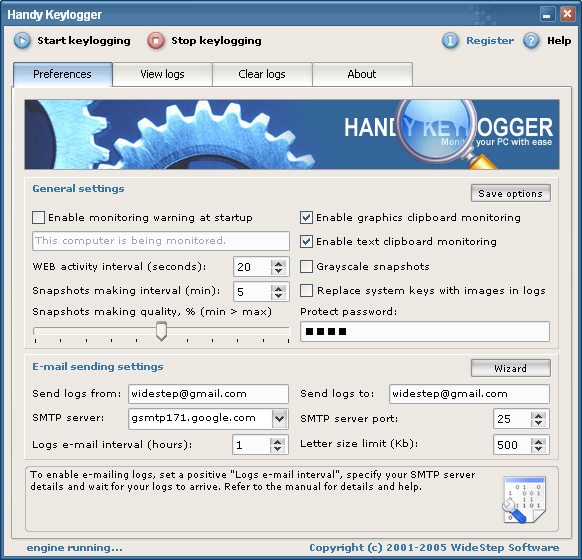 Handy Keylogger
Start keylogging Stop keylogging Register Help
Preferences View logs Clear logs About
HANDY KEYLOGGER
Monitor your PC with ease
General settings
Save options
Enable monitoring warning at startup
This computer is being monitored.
WEB activity interval (seconds): 20
Snapshots making interval (min): 5
Snapshots making quality, % (min > max)
Enable graphics clipboard monitoring
Enable text clipboard monitoring
Grayscale snapshots
Replace system keys with images in logs
Protect password:
E-mail sending settings
Wizard
Send logs from: widestep@gmail.com Send logs to: widestep@gmail.com
SMTP server: gsmtp171.google.com SMTP server port: 25
Logs e-mail interval (hours): 1 Letter size limit (Kb): 500
To enable e-mailing logs, set a positive "Logs e-mail interval", specify your SMTP server
details and wait for your logs to arrive. Refer to the manual for details and help.
engine running... Copyright (c) 2001-2005 WideStep Software